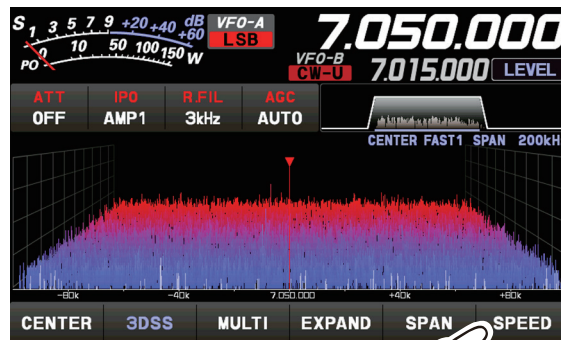 S 1 3 5 7 9 +20 +40 +60 dB
PO 0 10 50 100 150 W
VFO-A
LSB
7.050.000
VFO-B
CW-U
7.015.000
LEVEL
ATT IPO R.FIL AGC
OFF AMP1 3kHz AUTO
CENTER FAST1 SPAN 200kH
-80k -40k 7.050.000 +40k +80k
CENTER 3DSS MULTI EXPAND SPAN SPEED